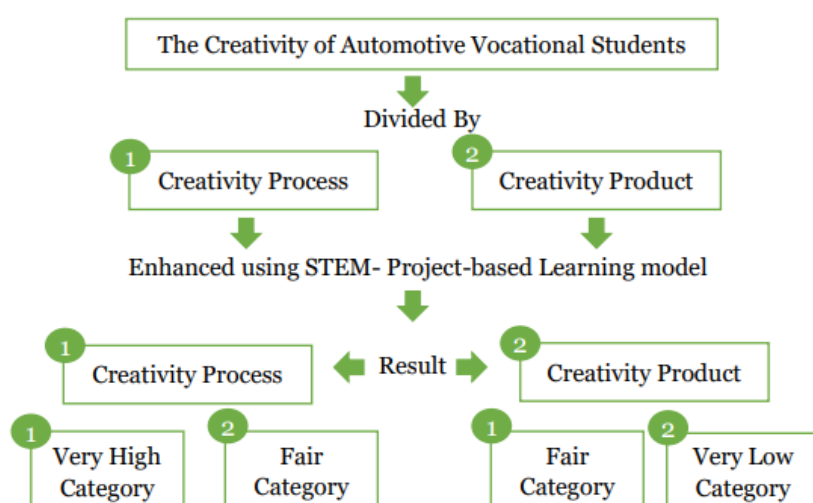 The Creativity of Automotive Vocational Students
Divided By
1 2
Creativity Process Creativity Product
Enhanced using STEM- Project-based Learning model
1 Result 2
Creativity Process Creativity Product
1 2 1 2
Very High Fair Fair Very Low
Category Category Category Category